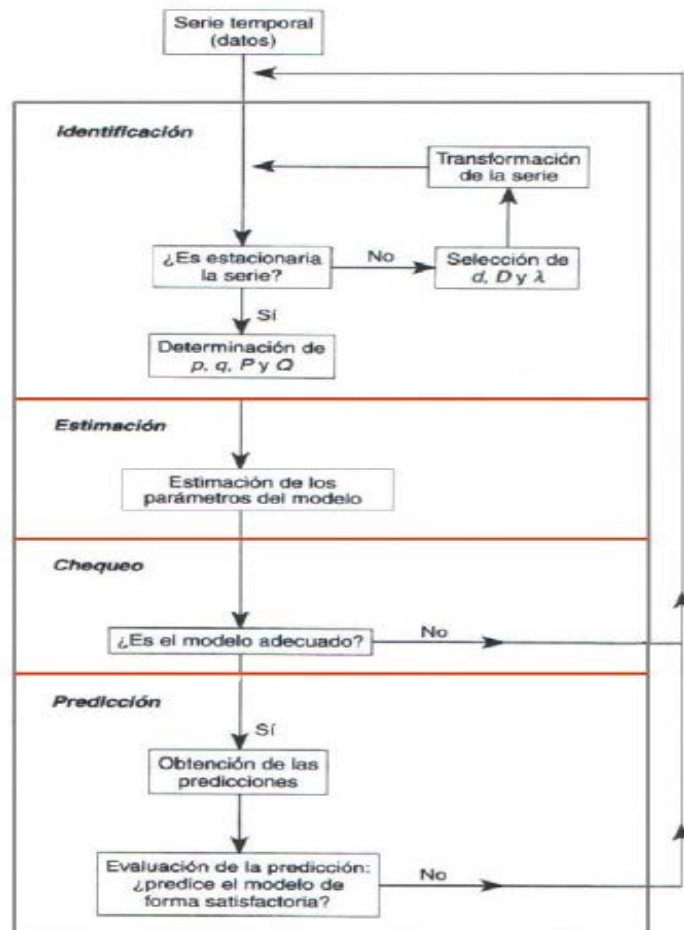 Serie temporal
(datos)
Identificación
Transformación
de la serie
¿Es estacionaria
la serie?
No
Selección de
d, D y λ
Sí
Determinación de
p, q, P y Q
Estimación
Estimación de los
parámetros del modelo
Chequeo
¿Es el modelo adecuado?
No
Predicción
Sí
Obtención de las
predicciones
Evaluación de la predicción:
¿predice el modelo de
forma satisfactoria?
No